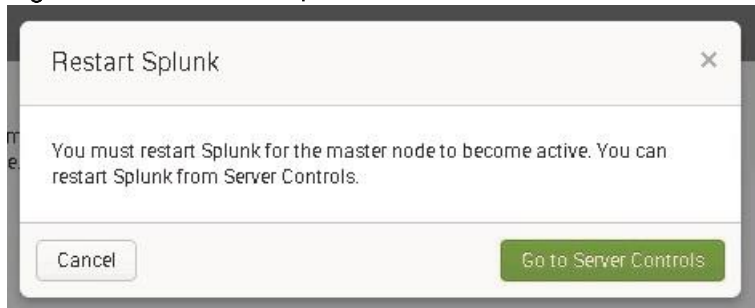 Restart Splunk
×
You must restart Splunk for the master node to become active. You can
restart Splunk from Server Controls.
Cancel
Go to Server Controls